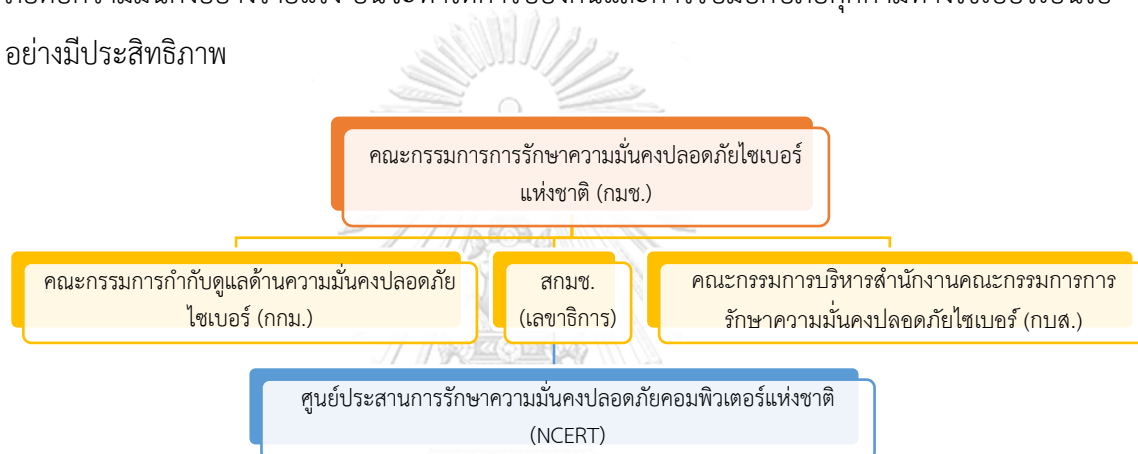 อย่างมีประสิทธิภาพ
คณะกรรมการการรักษาความมั่นคงปลอดภัยไซเบอร์
แห่งชาติ (กมช.)
คณะกรรมการกำกับดูแลด้านความมั่นคงปลอดภัย
ไซเบอร์ (กกม.)
สกมช.
(เลขาธิการ)
คณะกรรมการบริหารสำนักงานคณะกรรมการการ
รักษาความมั่นคงปลอดภัยไซเบอร์ (กบส.)
ศูนย์ประสานการรักษาความมั่นคงปลอดภัยคอมพิวเตอร์แห่งชาติ
(NCERT)